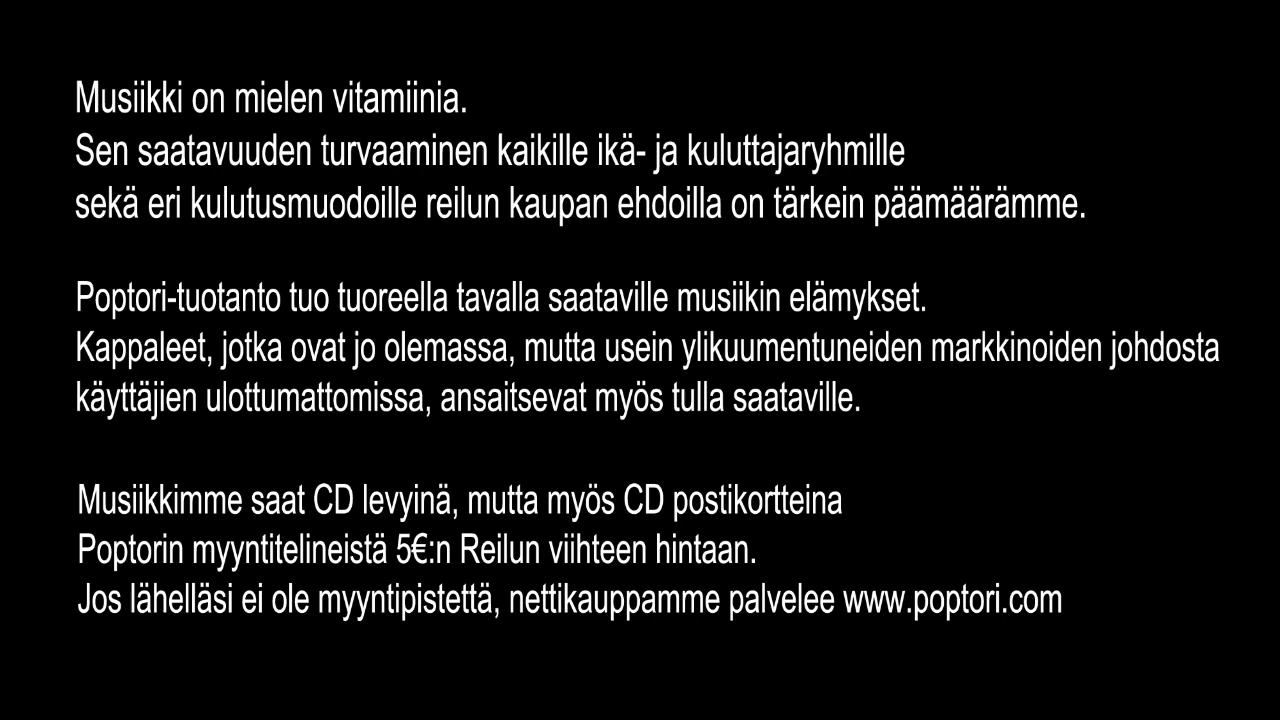 Musiikki on mielen vitamiinia.
Sen saatavuuden turvaaminen kaikille ikä- ja kuluttajaryhmille
sekä eri kulutusmuodoille reilun kaupan ehdoilla on tärkein päämäärämme.
Poptori-tuotanto tuo tuoreella tavalla saataville musiikin elämykset.
Kappaleet, jotka ovat jo olemassa, mutta usein ylikuumentuneiden markkinoiden johdosta
käyttäjien ulottumattomissa, ansaitsevat myös tulla saataville.
Musiikkimme saat CD levyinä, mutta myös CD postikortteina
Poptorin myyntitelineistä 5€:n Reilun viihteen hintaan.
Jos lähelläsi ei ole myyntipistettä, nettikauppamme palvelee www.poptori.com